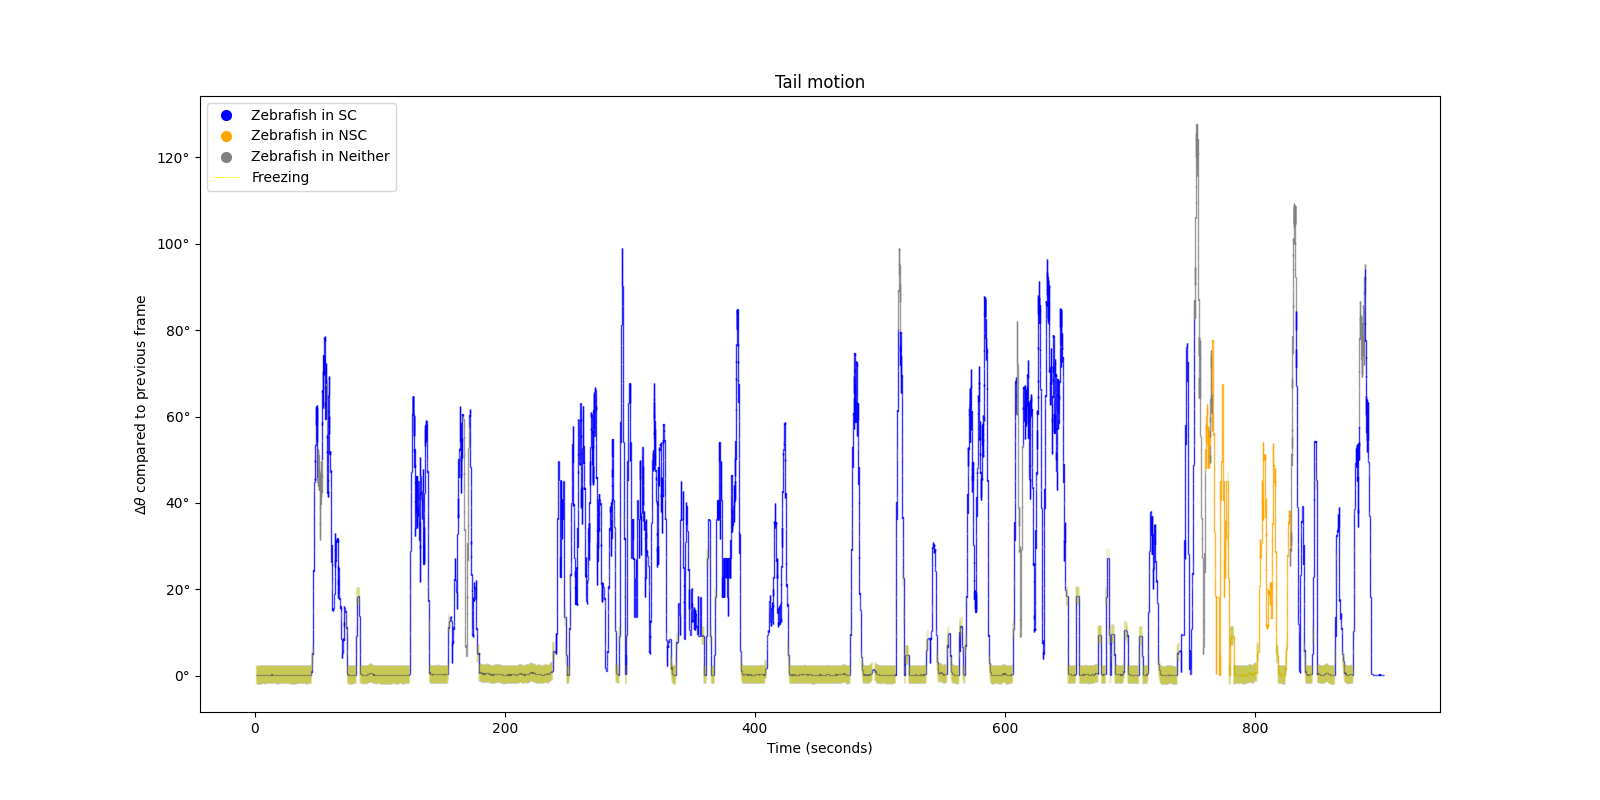 Tail motion
Zebrafish in SC
Zebrafish in NSC
Zebrafish in Neither
Freezing
120°
100°
80°
60°
40°
20°
0°
Δθ compared to previous frame
0 200 400 600 800
Time (seconds)